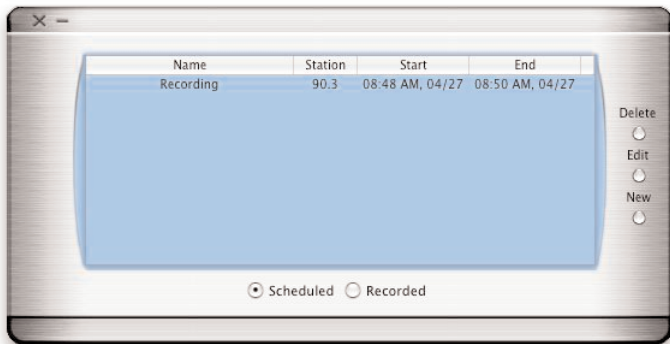 Name Station Start End
Recording 90.3 08:48 AM, 04/27 08:50 AM, 04/27
Delete
Edit
New
Scheduled Recorded